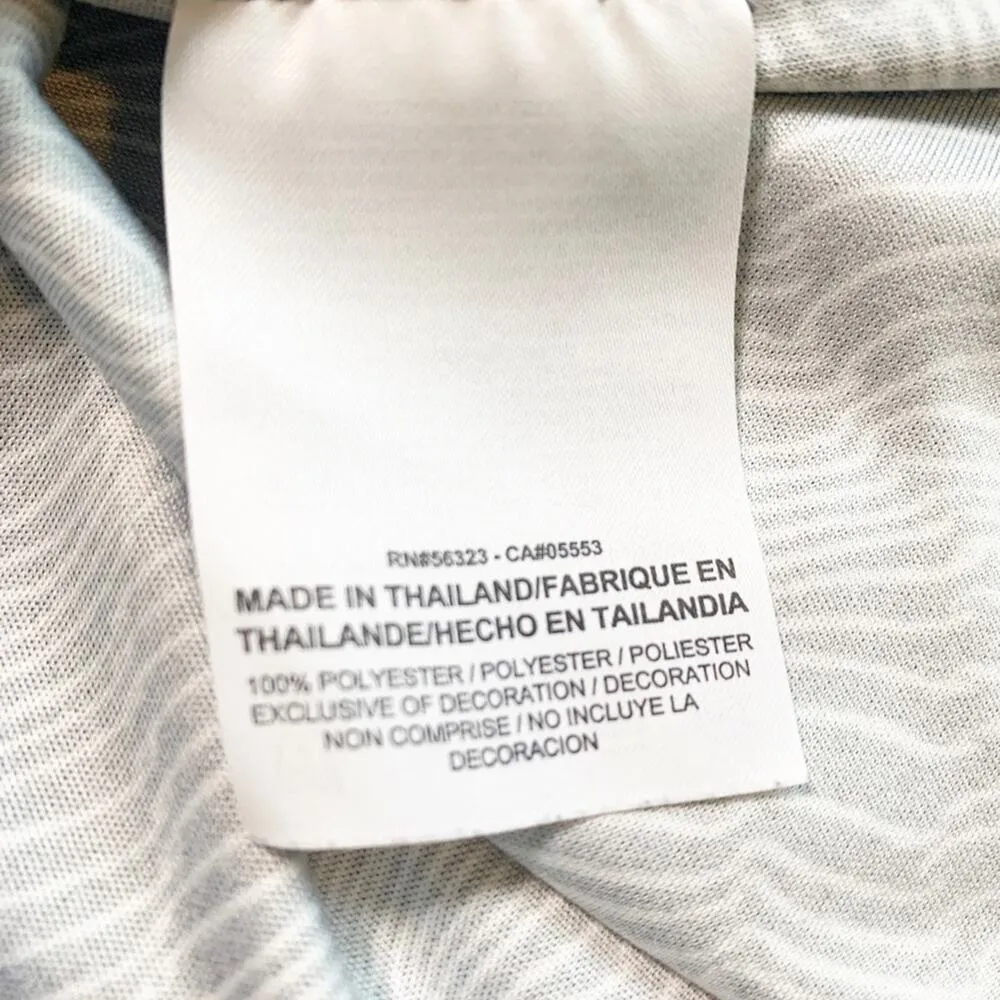 RN#56323 - CA#05553
MADE IN THAILAND/FABRIQUE EN
THAILANDE/HECHO EN TAILANDIA
100% POLYESTER / POLYESTER / POLIESTER
EXCLUSIVE OF DECORATION / DECORATION
NON COMPRISE / NO INCLUYE LA
DECORACION